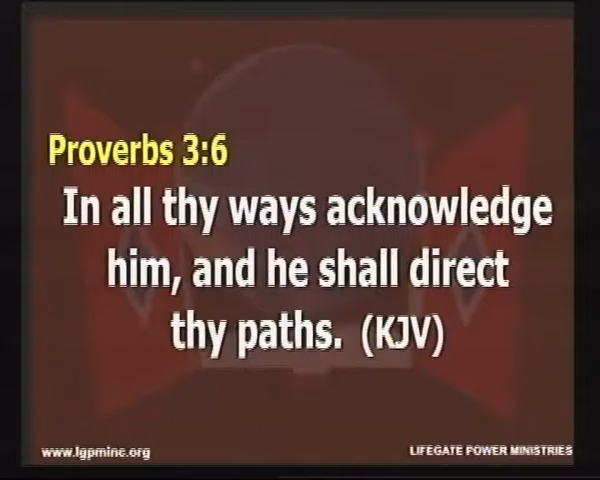 Proverbs 3:6
In all thy ways acknowledge
him, and he shall direct
thy paths. (KJV)
www.lgpminc.org
LIFEGATE POWER MINISTRIES